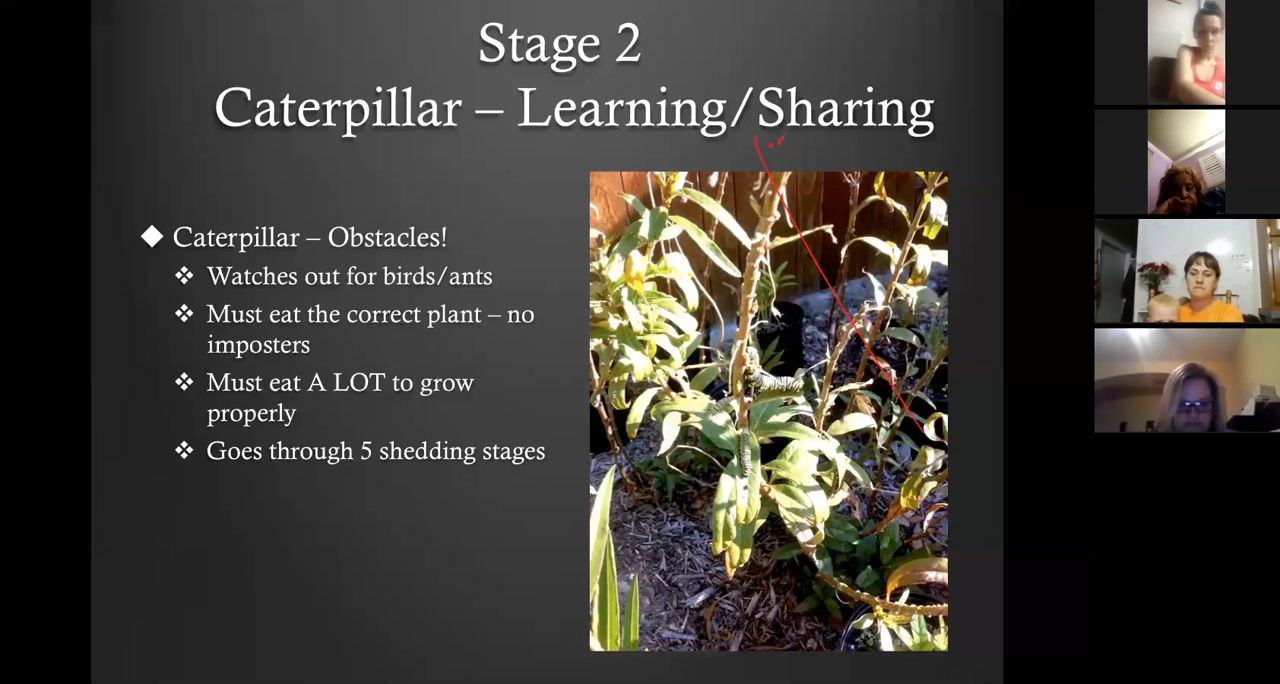 Stage 2
Caterpillar – Learning/Sharing
Caterpillar – Obstacles!
Watches out for birds/ants
Must eat the correct plant – no
imposters
Must eat A LOT to grow
properly
Goes through 5 shedding stages